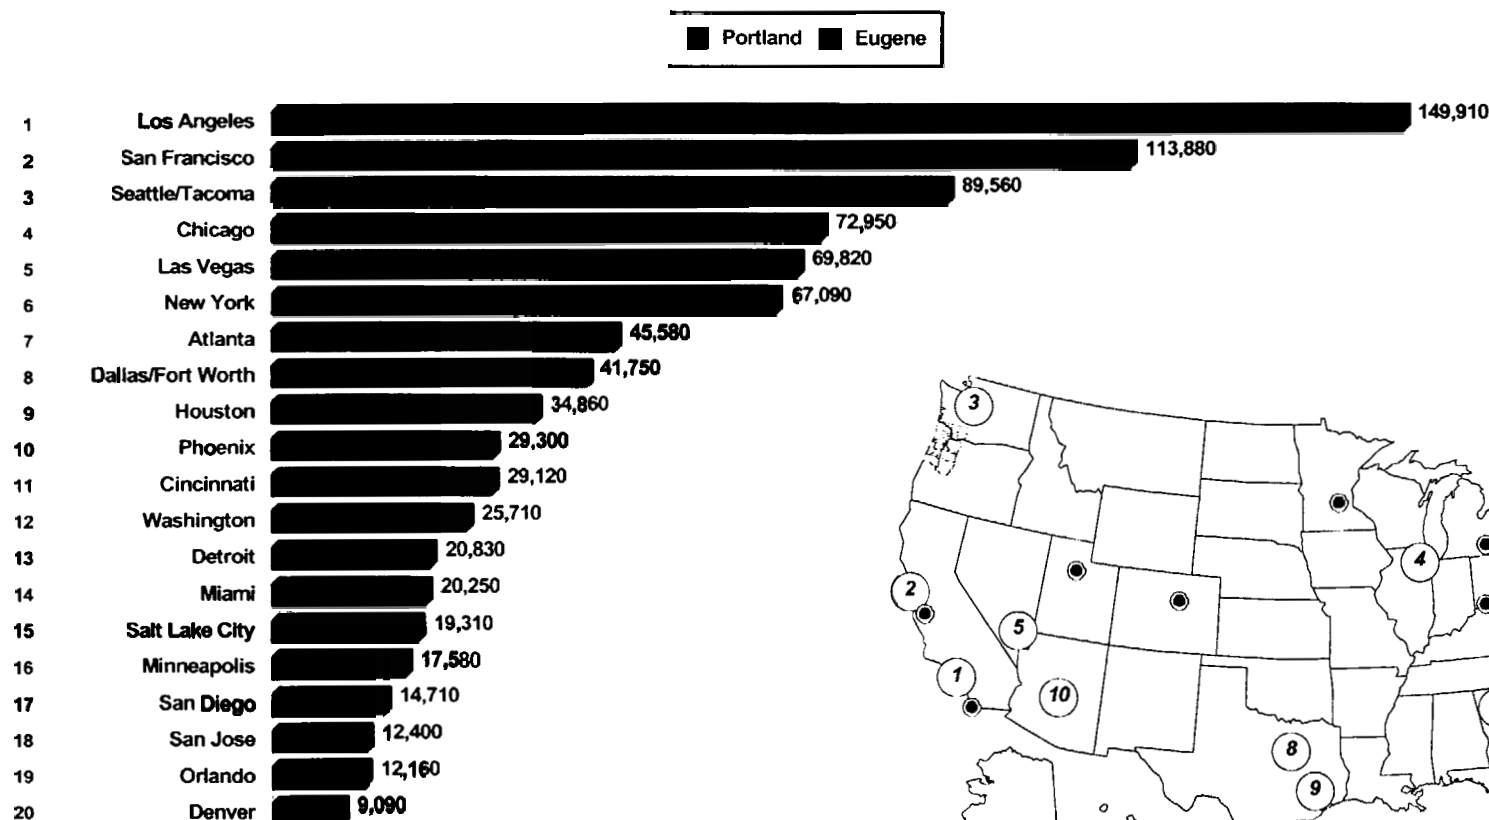 Portland Eugene
1 Los Angeles 149,910
2 San Francisco 113,880
3 Seattle/Tacoma 89,560
4 Chicago 72,950
5 Las Vegas 69,820
6 New York 67,090
7 Atlanta 45,580
8 Dallas/Fort Worth 41,750
9 Houston 34,860
10 Phoenix 29,300
11 Cincinnati 29,120
12 Washington 25,710
13 Detroit 20,830
14 Miami 20,250
15 Salt Lake City 19,310
16 Minneapolis 17,580
17 San Diego 14,710
18 San Jose 12,400
19 Orlando 12,160
20 Denver 9,090
3
4
2
5
1
10
8
9